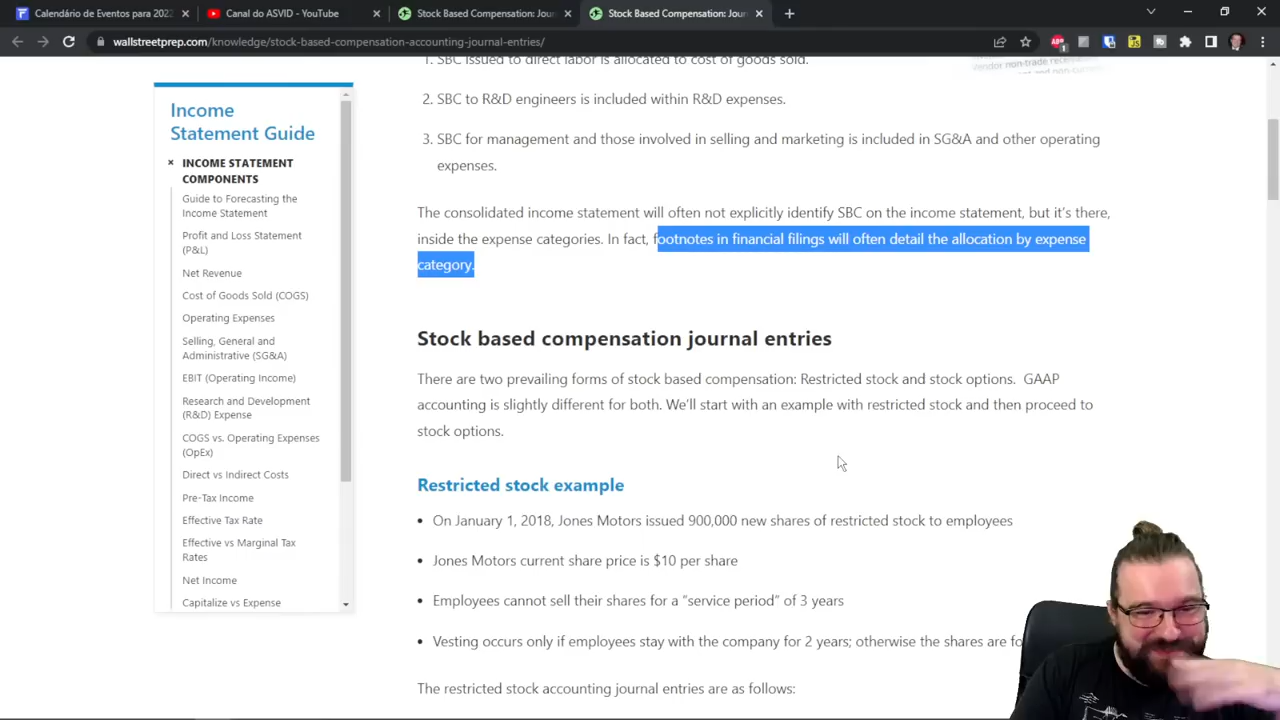 Calendário de Eventos para 2022
Canal do ASVID - YouTube
Stock Based Compensation: Jour
Stock Based Compensation: Jour
wallstreetprep.com/knowledge/stock-based-compensation-accounting-journal-entries/
Income
Statement Guide
INCOME STATEMENT
COMPONENTS
Guide to Forecasting the
Income Statement
Profit and Loss Statement
(P&L)
Net Revenue
Cost of Goods Sold (COGS)
Operating Expenses
Selling, General and
Administrative (SG&A)
EBIT (Operating Income)
Research and Development
(R&D) Expense
COGS vs. Operating Expenses
(OpEx)
Direct vs Indirect Costs
Pre-Tax Income
Effective Tax Rate
Effective vs Marginal Tax
Rates
Net Income
Capitalize vs Expense
1. SBC issued to direct labor is allocated to cost of goods sold.
Vendor non-trade
2. SBC to R&D engineers is included within R&D expenses.
3. SBC for management and those involved in selling and marketing is included in SG&A and other operating
expenses.
The consolidated income statement will often not explicitly identify SBC on the income statement, but it's there,
inside the expense categories. In fact, footnotes in financial filings will often detail the allocation by expense
category.
Stock based compensation journal entries
There are two prevailing forms of stock based compensation: Restricted stock and stock options. GAAP
accounting is slightly different for both. We'll start with an example with restricted stock and then proceed to
stock options.
Restricted stock example
• On January 1, 2018, Jones Motors issued 900,000 new shares of restricted stock to employees
• Jones Motors current share price is $10 per share
• Employees cannot sell their shares for a "service period" of 3 years
• Vesting occurs only if employees stay with the company for 2 years; otherwise the shares are fo
The restricted stock accounting journal entries are as follows: